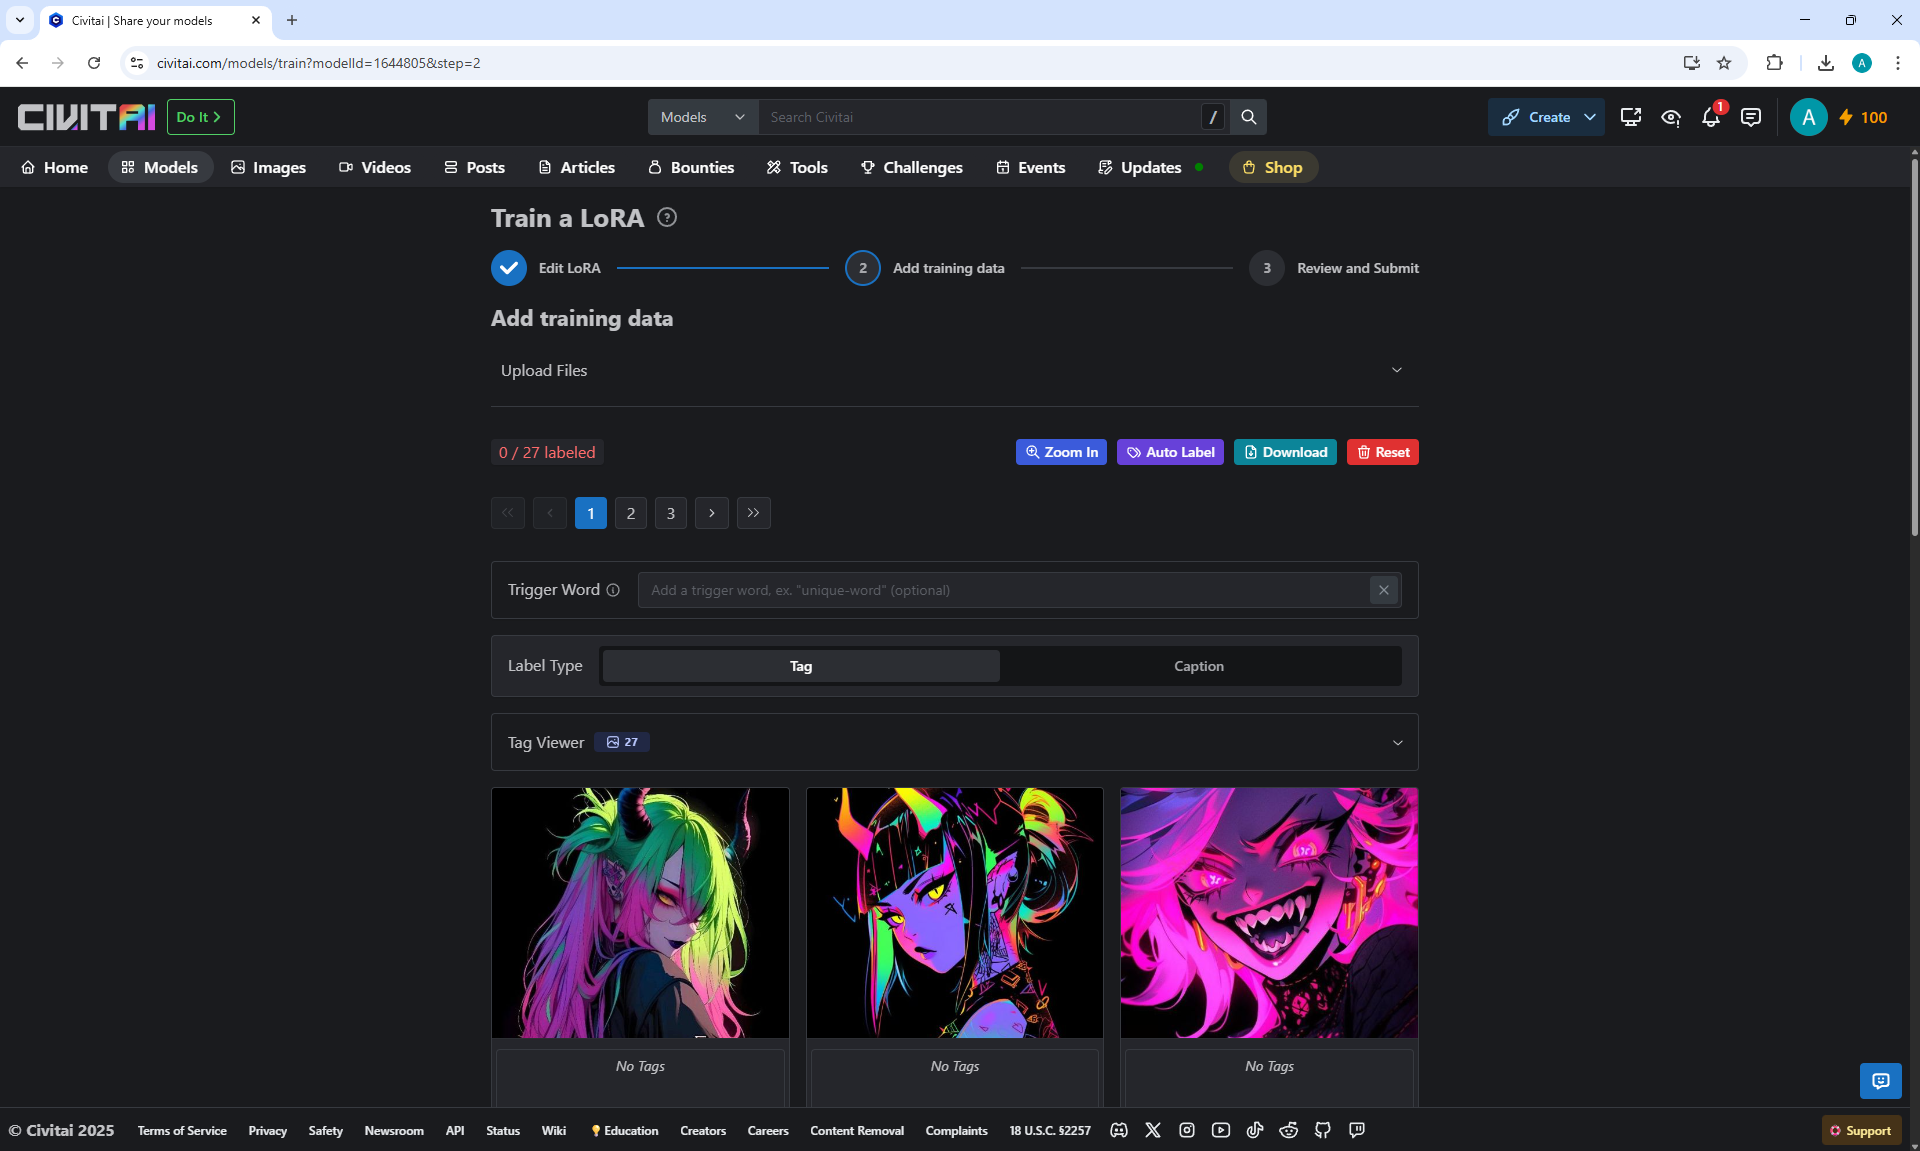 Civitai | Share your models
civitai.com/models/train?modelId=1644805&step=2
A
CIVITAI
Do It
Models
Search Civitai
/
Create
1
A
100
Home
Models
Images
Videos
Posts
Articles
Bounties
Tools
Challenges
Events
Updates
Shop
Train a LoRA
Edit LoRA
2
Add training data
3
Review and Submit
Add training data
Upload Files
0 / 27 labeled
Zoom In
Auto Label
Download
Reset
1
2
3
Trigger Word
Add a trigger word, ex. "unique-word" (optional)
Label Type
Tag
Caption
Tag Viewer
27
No Tags
No Tags
No Tags
© Civitai 2025
Terms of Service
Privacy
Safety
Newsroom
API
Status
Wiki
Education
Creators
Careers
Content Removal
Complaints
18 U.S.C. §2257
Support